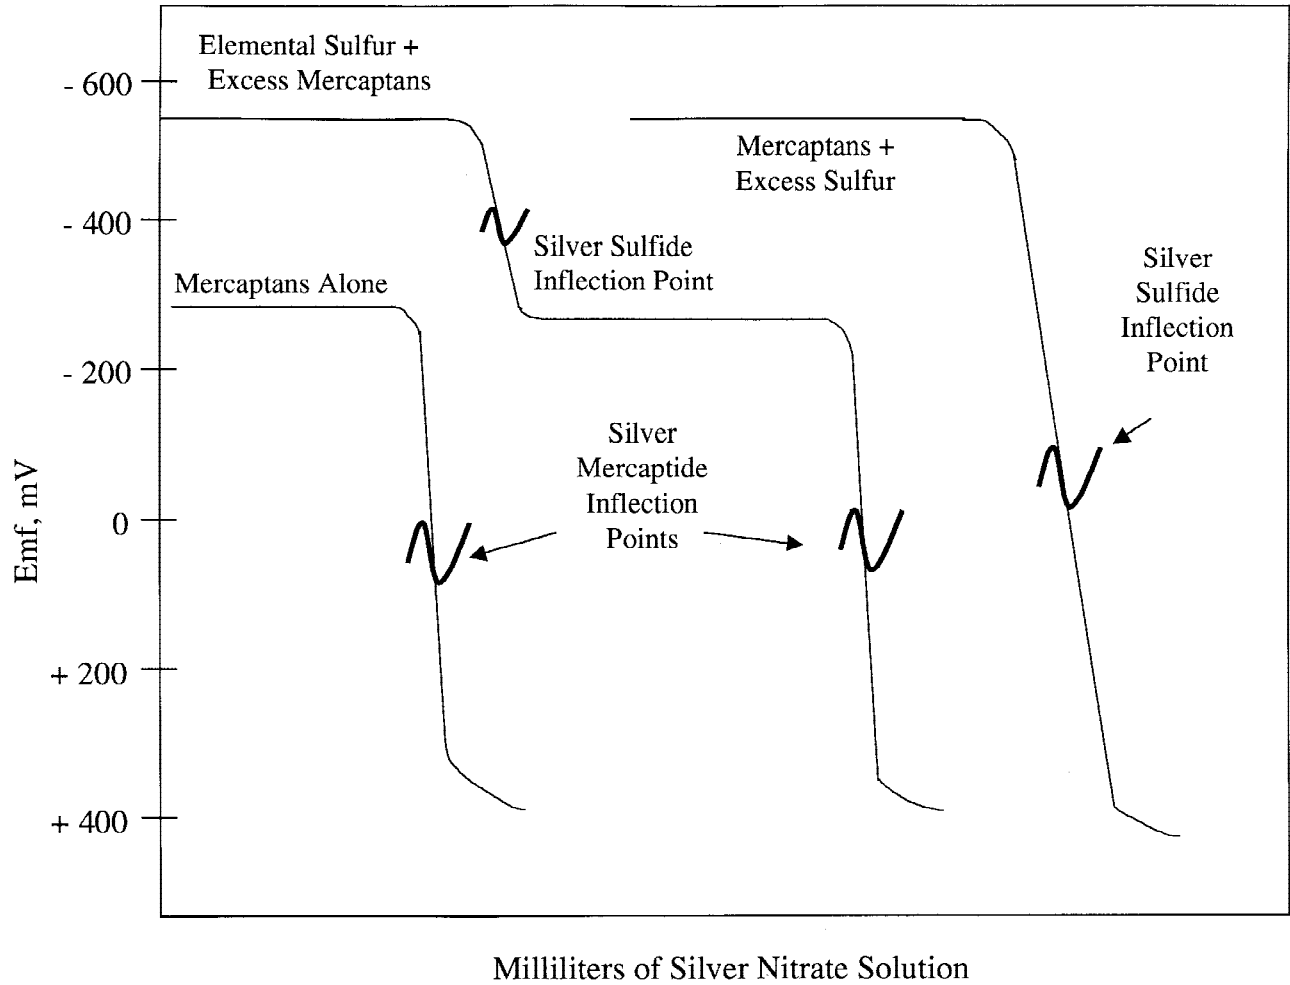 Elemental Sulfur +
Excess Mercaptans
- 600
Mercaptans +
Excess Sulfur
- 400
Silver Sulfide
Inflection Point
Silver
Sulfide
Inflection
Point
Mercaptans Alone
- 200
Silver
Mercaptide
Inflection
Points
Emf, mV
0
+ 200
+ 400
Milliliters of Silver Nitrate Solution